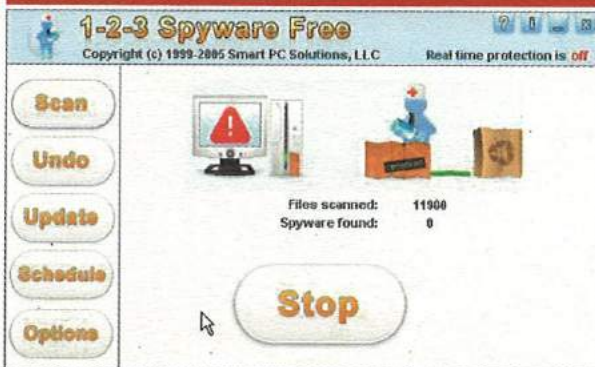 1-2-3 Spyware Free
Copyright (c) 1999-2005 Smart PC Solutions, LLC
Real time protection is off
Scan
Undo
Update
Schedule
Options
Files scanned: 11900
Spyware found: 0
Stop